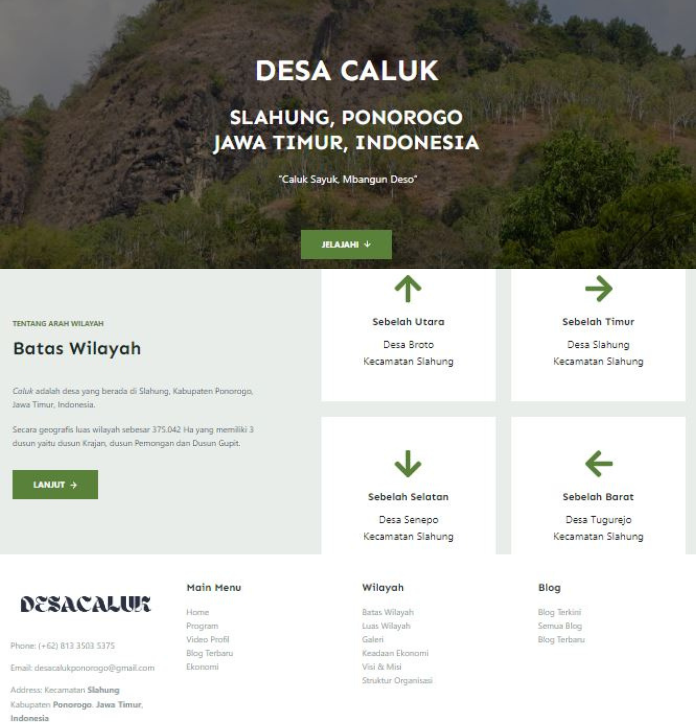 DESA CALUK
SLAHUNG, PONOROGO
JAWA TIMUR, INDONESIA
"Caluk Sayuk, Mbangun Deso"
JELAJAHI ↓
TENTANG ARAH WILAYAH
Batas Wilayah
Caluk adalah desa yang berada di Slahung, Kabupaten Ponorogo,
Jawa Timur, Indonesia.
Secara geografis luas wilayah sebesar 375.042 Ha yang memiliki 3
dusun yaitu dusun Krajan, dusun Pemongan dan Dusun Gupit.
LANJUT →
Sebelah Utara
Desa Broto
Kecamatan Slahung
Sebelah Timur
Desa Slahung
Kecamatan Slahung
Sebelah Selatan
Desa Senepo
Kecamatan Slahung
Sebelah Barat
Desa Tugurejo
Kecamatan Slahung
DESACALUK
Phone: (+62) 813 3503 5375
Email: desacalukponorogo@gmail.com
Address: Kecamatan Slahung
Kabupaten Ponorogo. Jawa Timur,
Indonesia
Main Menu
Home
Program
Video Profil
Blog Terbaru
Ekonomi
Wilayah
Batas Wilayah
Luas Wilayah
Galeri
Keadaan Ekonomi
Visi & Misi
Struktur Organisasi
Blog
Blog Terkini
Semua Blog
Blog Terbaru